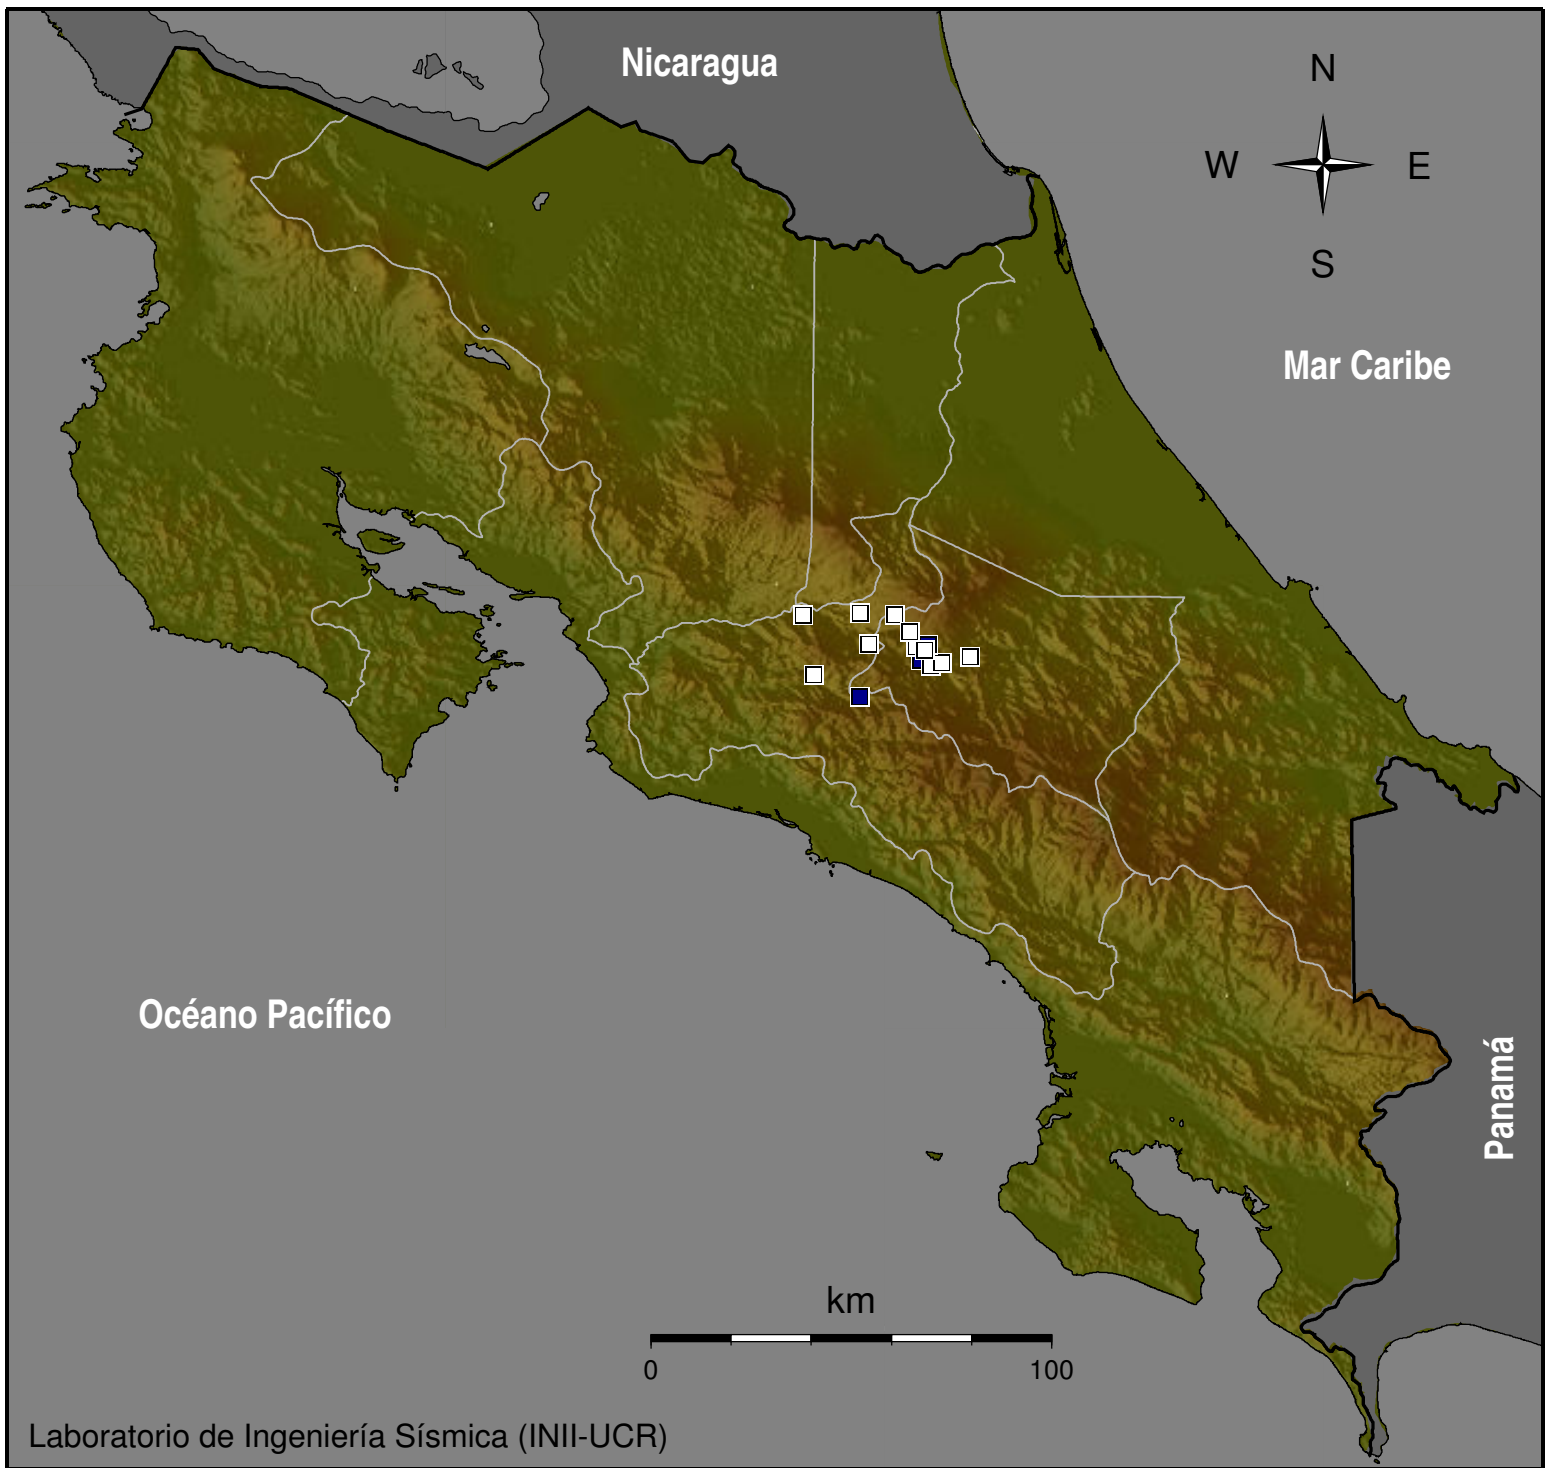 Nicaragua
N
W
E
S
Mar Caribe
Océano Pacífico
Panamá
km
0
100
Laboratorio de Ingeniería Sísmica (INII-UCR)